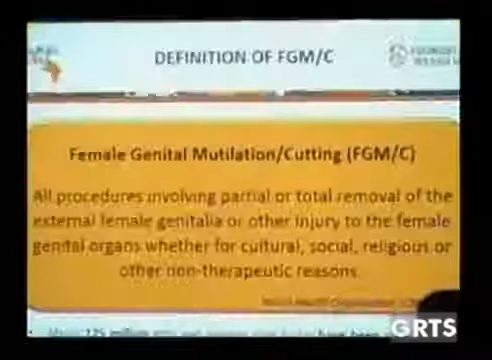 DEFINITION OF FGM/C
Female Genital Mutilation/Cutting (FGM/C)
All procedures involving partial or total removal of the
external female genitalia or other injury to the female
genital organs whether for cultural, social, religious or
other non-therapeutic reasons.
125 million
GRTS